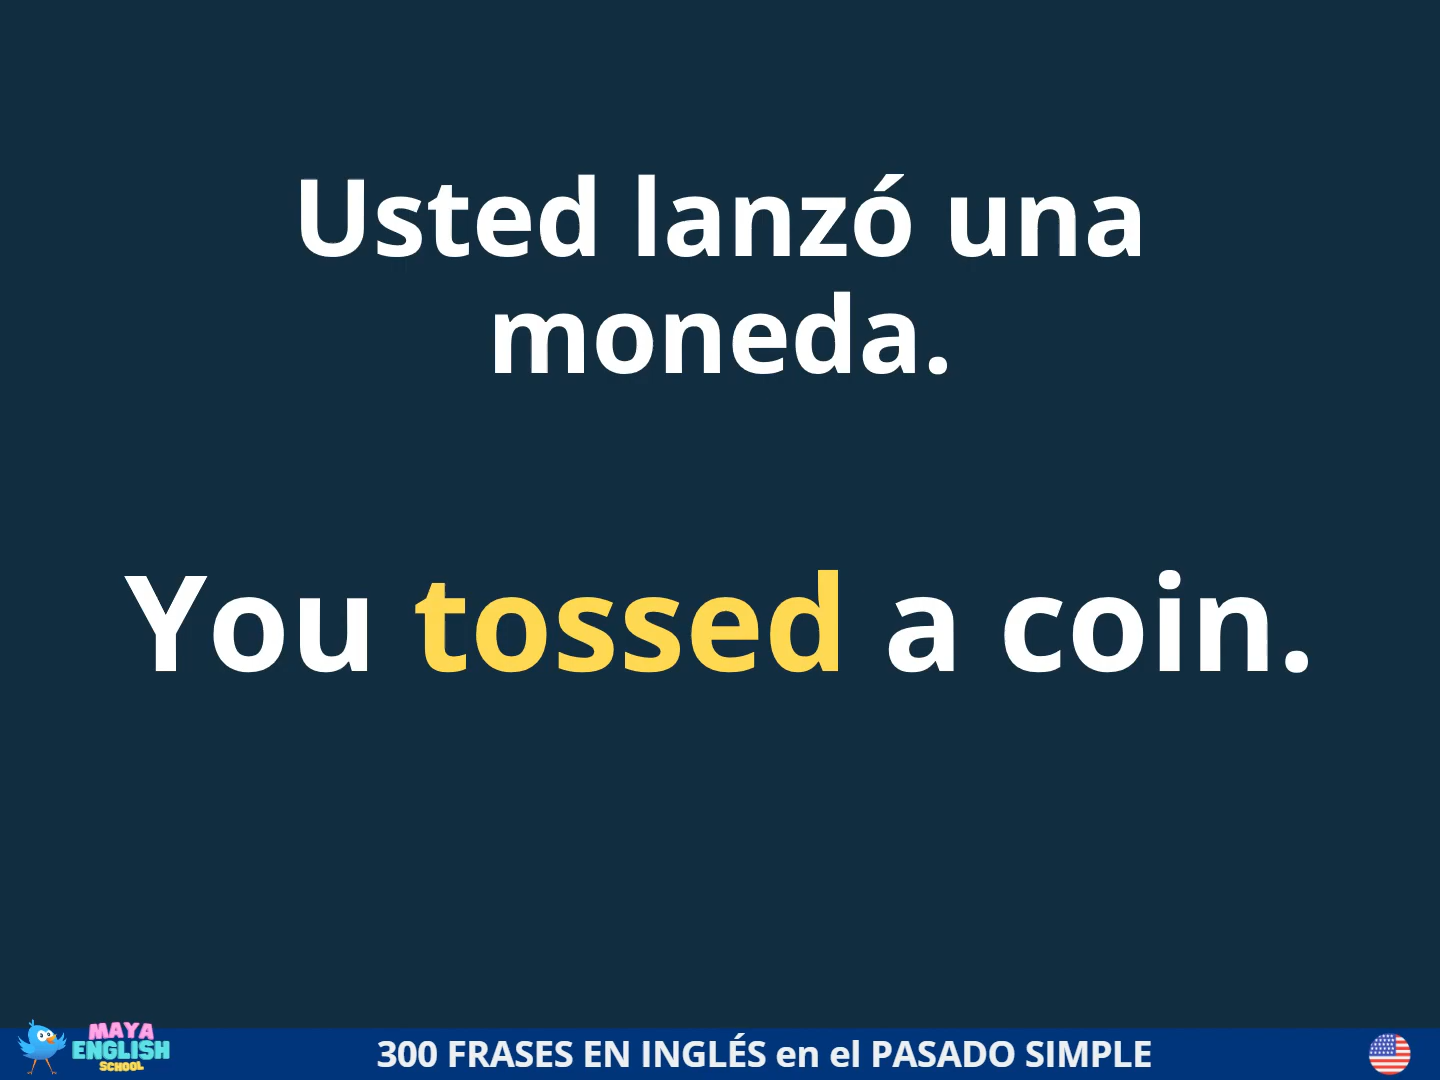 Usted lanzó una
moneda.
You tossed a coin.
MAYA
ENGLISH
SCHOOL
300 FRASES EN INGLÉS en el PASADO SIMPLE